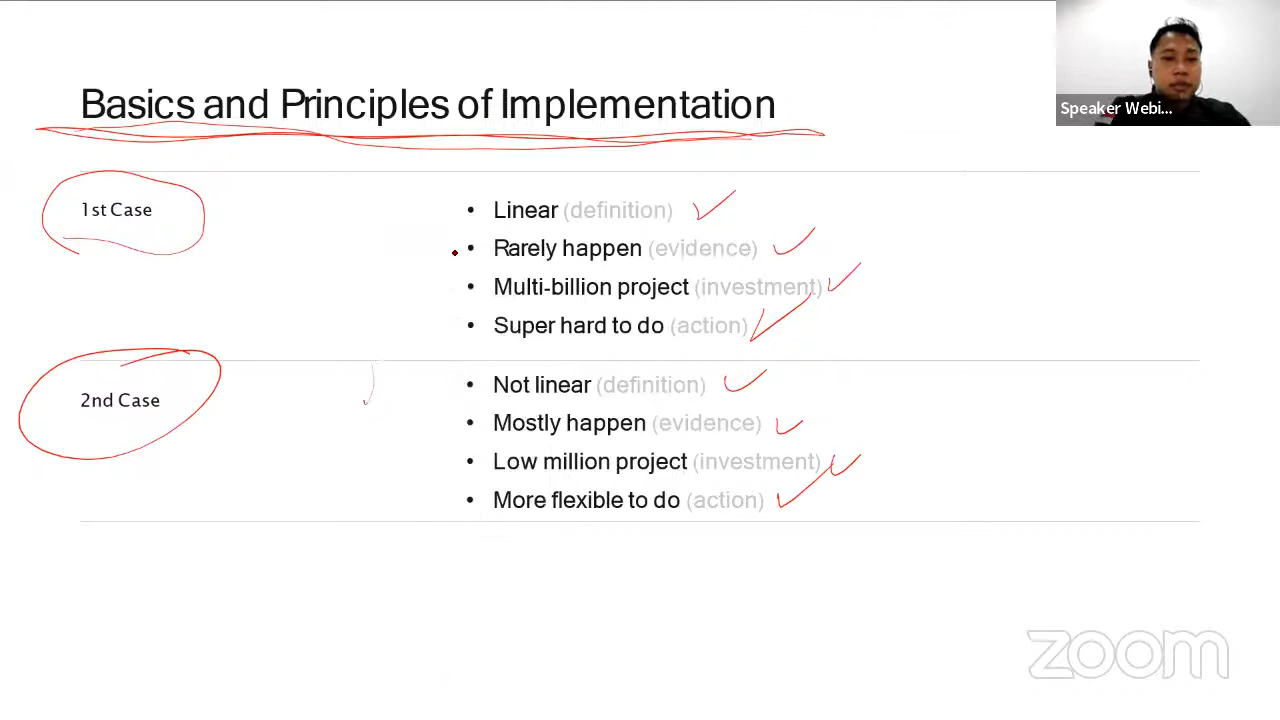 Basics and Principles of Implementation
Speaker Webi...
1st Case
• Linear (definition)
• Rarely happen (evidence)
• Multi-billion project (investment)
• Super hard to do (action)
2nd Case
• Not linear (definition)
• Mostly happen (evidence)
• Low million project (investment)
• More flexible to do (action)
zoom